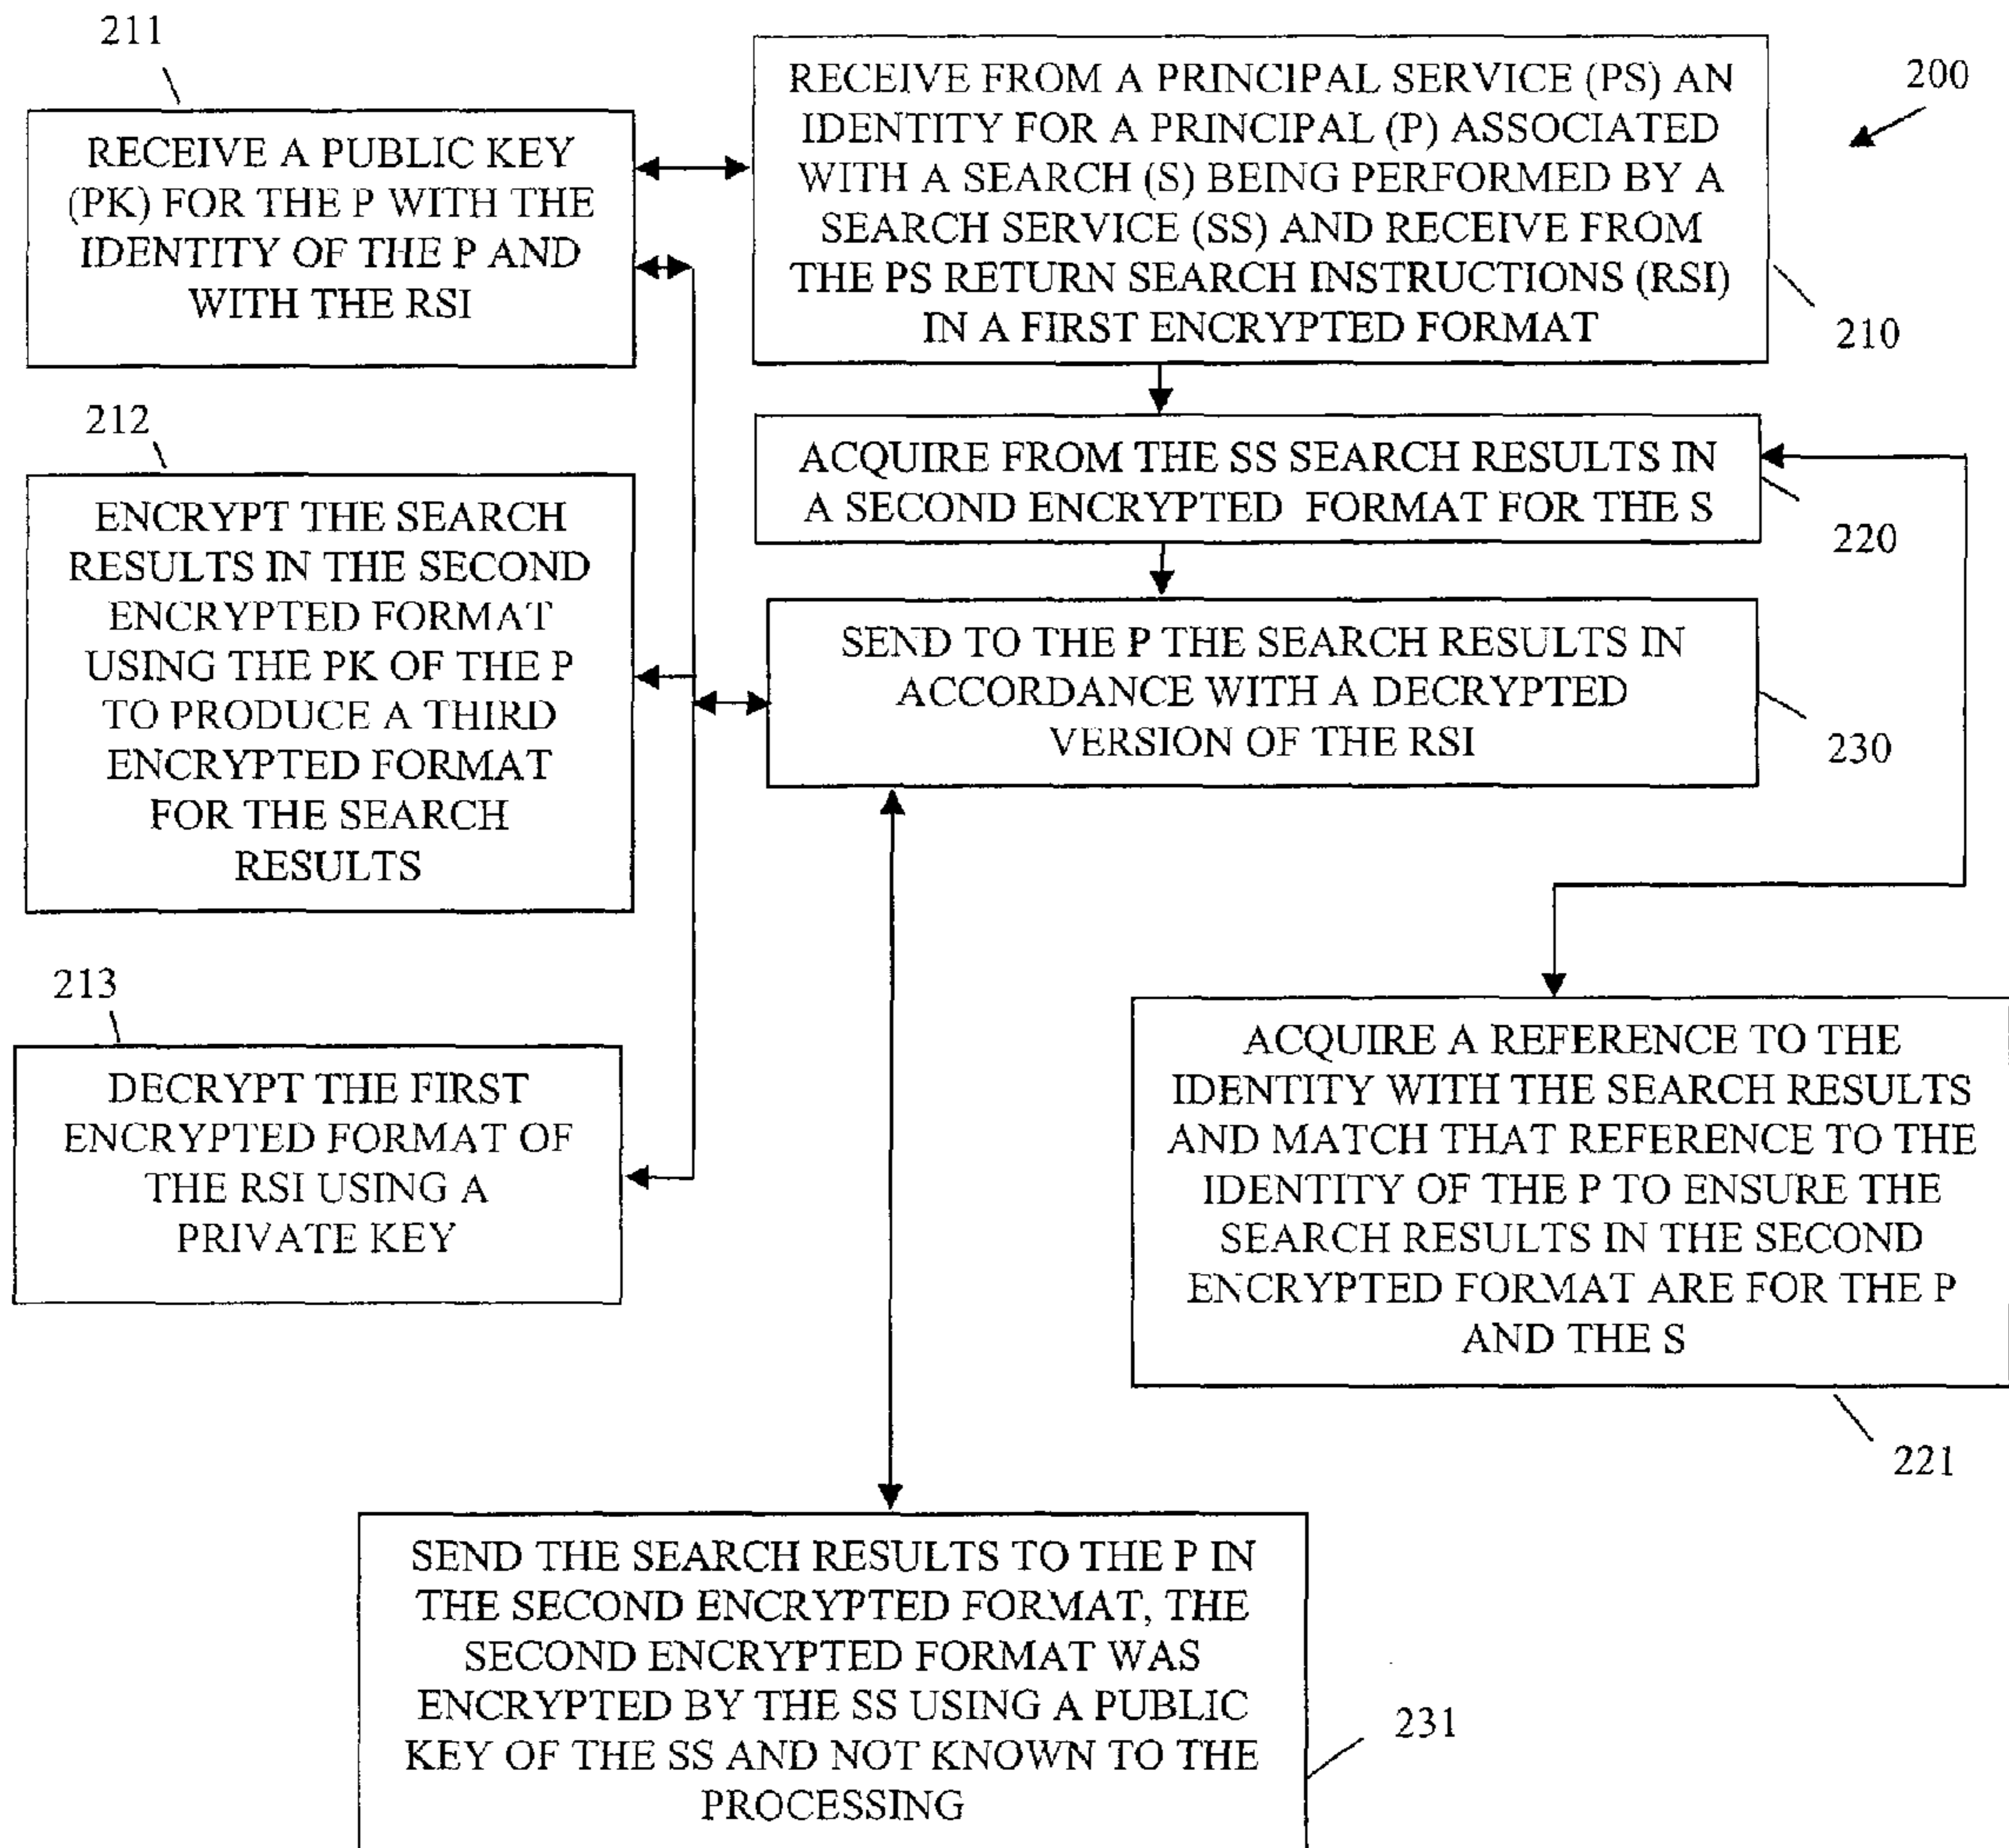 211
RECEIVE A PUBLIC KEY
(PK) FOR THE P WITH THE
IDENTITY OF THE P AND
WITH THE RSI
RECEIVE FROM A PRINCIPAL SERVICE (PS) AN
IDENTITY FOR A PRINCIPAL (P) ASSOCIATED
WITH A SEARCH (S) BEING PERFORMED BY A
SEARCH SERVICE (SS) AND RECEIVE FROM
THE PS RETURN SEARCH INSTRUCTIONS (RSI)
IN A FIRST ENCRYPTED FORMAT
200
210
212
ENCRYPT THE SEARCH
RESULTS IN THE SECOND
ENCRYPTED FORMAT
USING THE PK OF THE P
TO PRODUCE A THIRD
ENCRYPTED FORMAT
FOR THE SEARCH
RESULTS
ACQUIRE FROM THE SS SEARCH RESULTS IN
A SECOND ENCRYPTED FORMAT FOR THE S
220
SEND TO THE P THE SEARCH RESULTS IN
ACCORDANCE WITH A DECRYPTED
VERSION OF THE RSI
230
213
DECRYPT THE FIRST
ENCRYPTED FORMAT OF
THE RSI USING A
PRIVATE KEY
ACQUIRE A REFERENCE TO THE
IDENTITY WITH THE SEARCH RESULTS
AND MATCH THAT REFERENCE TO THE
IDENTITY OF THE P TO ENSURE THE
SEARCH RESULTS IN THE SECOND
ENCRYPTED FORMAT ARE FOR THE P
AND THE S
221
SEND THE SEARCH RESULTS TO THE P IN
THE SECOND ENCRYPTED FORMAT, THE
SECOND ENCRYPTED FORMAT WAS
ENCRYPTED BY THE SS USING A PUBLIC
KEY OF THE SS AND NOT KNOWN TO THE
PROCESSING
231